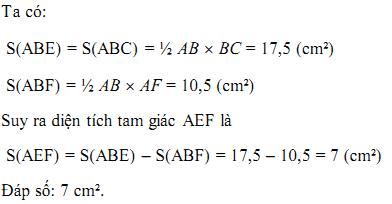 Ta có:
S(ABE) = S(ABC) = ½ AB × BC = 17,5 (cm²)
S(ABF) = ½ AB × AF = 10,5 (cm²)
Suy ra diện tích tam giác AEF là
S(AEF) = S(ABE) – S(ABF) = 17,5 – 10,5 = 7 (cm²)
Đáp số: 7 cm².